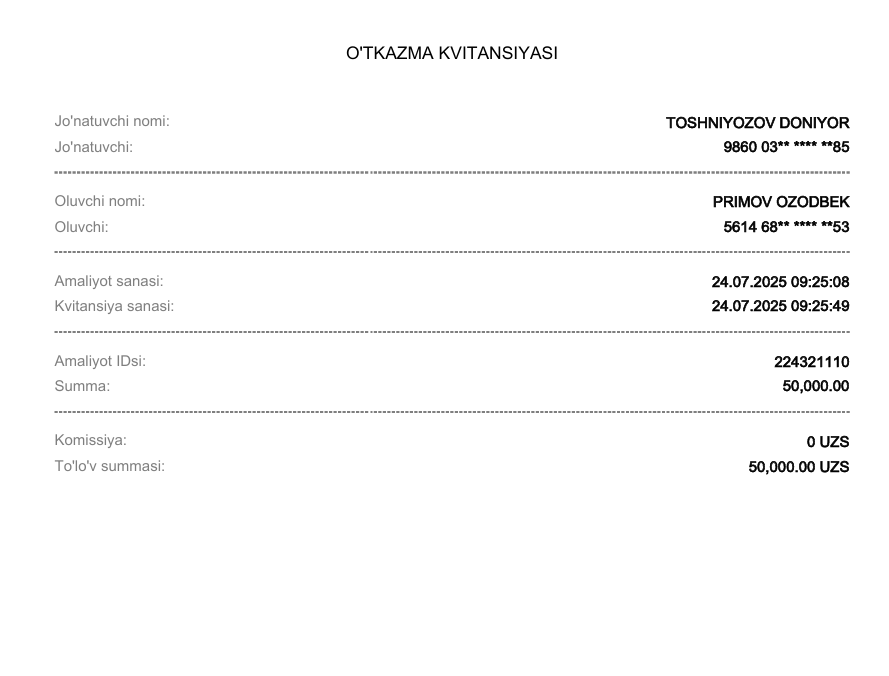 O'TKAZMA KVITANSIYASI
Jo'natuvchi nomi: TOSHNIYOZOV DONIYOR
Jo'natuvchi: 9860 03** **** **85
Oluvchi nomi: PRIMOV OZODBEK
Oluvchi: 5614 68** **** **53
Amaliyot sanasi: 24.07.2025 09:25:08
Kvitansiya sanasi: 24.07.2025 09:25:49
Amaliyot IDsi: 224321110
Summa: 50,000.00
Komissiya: 0 UZS
To'lo'v summasi: 50,000.00 UZS